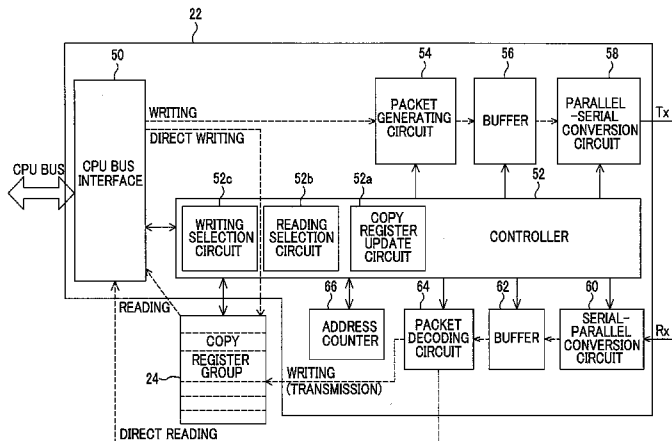 22
50
54
56
58
WRITING
PACKET
GENERATING
CIRCUIT
BUFFER
PARALLEL
-SERIAL
CONVERSION
CIRCUIT
Tx
DIRECT WRITING
CPU BUS
CPU BUS
INTERFACE
52c
52b
52a
52
WRITING
SELECTION
CIRCUIT
READING
SELECTION
CIRCUIT
COPY
REGISTER
UPDATE
CIRCUIT
CONTROLLER
READING
66
64
62
60
ADDRESS
COUNTER
PACKET
DECODING
CIRCUIT
BUFFER
SERIAL-
PARALLEL
CONVERSION
CIRCUIT
Rx
COPY
REGISTER
GROUP
24
WRITING
(TRANSMISSION)
DIRECT READING